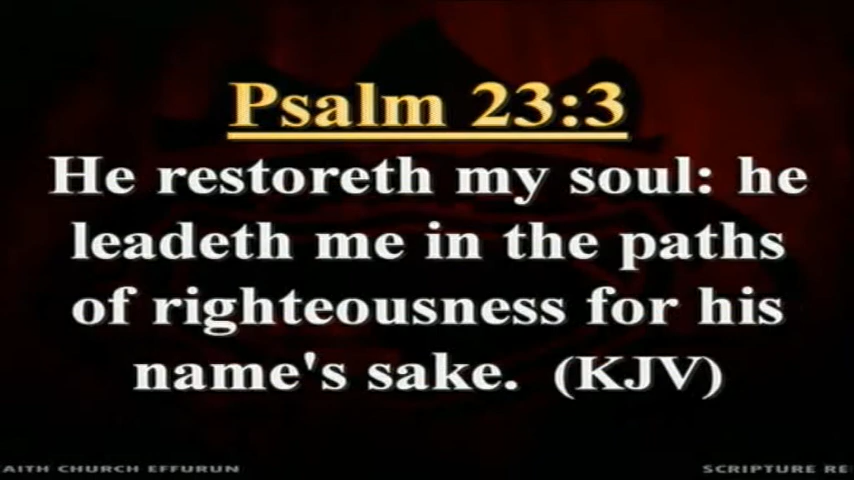 Psalm 23:3
He restoreth my soul: he
leadeth me in the paths
of righteousness for his
name's sake. (KJV)
AITH CHURCH EFFURUN
SCRIPTURE RE